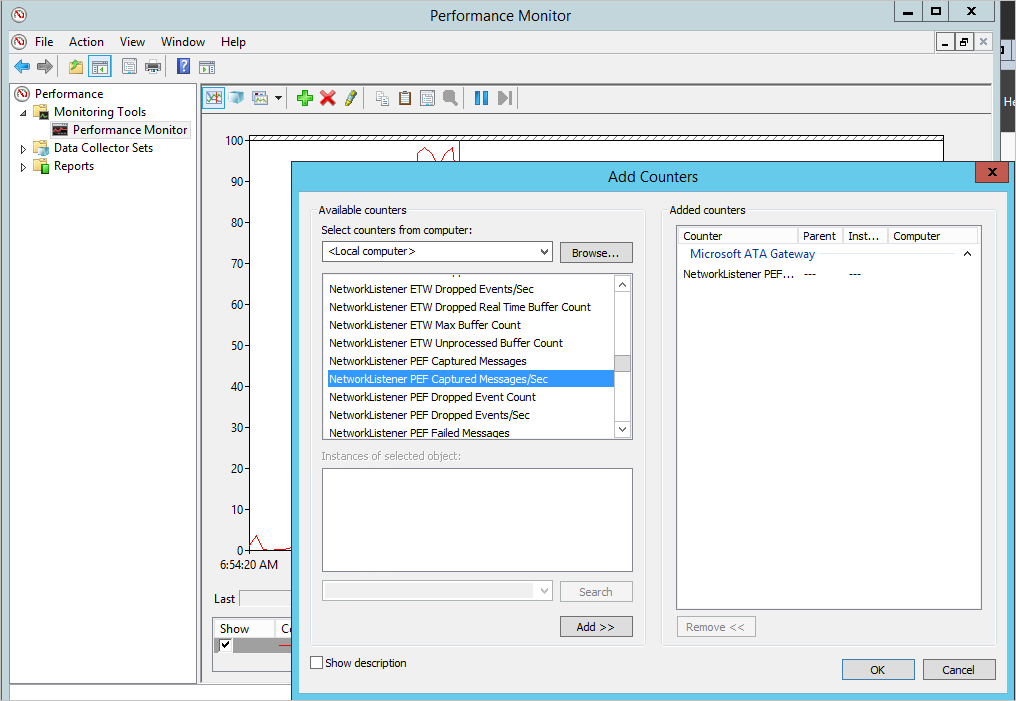 Performance Monitor
File Action View Window Help
Performance
Monitoring Tools
Performance Monitor
Data Collector Sets
Reports
100
90
80
70
60
50
40
30
20
10
0
6:54:20 AM
Last
Show
✓
Add Counters
Available counters
Select counters from computer:
<Local computer>
Browse...
NetworkListener ETW Dropped Events/Sec
NetworkListener ETW Dropped Real Time Buffer Count
NetworkListener ETW Max Buffer Count
NetworkListener ETW Unprocessed Buffer Count
NetworkListener PEF Captured Messages
NetworkListener PEF Captured Messages/Sec
NetworkListener PEF Dropped Event Count
NetworkListener PEF Dropped Events/Sec
NetworkListener PEF Failed Messages
Instances of selected object:
Search
Add >>
Show description
Added counters
Counter Parent Inst... Computer
Microsoft ATA Gateway
NetworkListener PEF... --- ---
Remove <<
OK Cancel
He